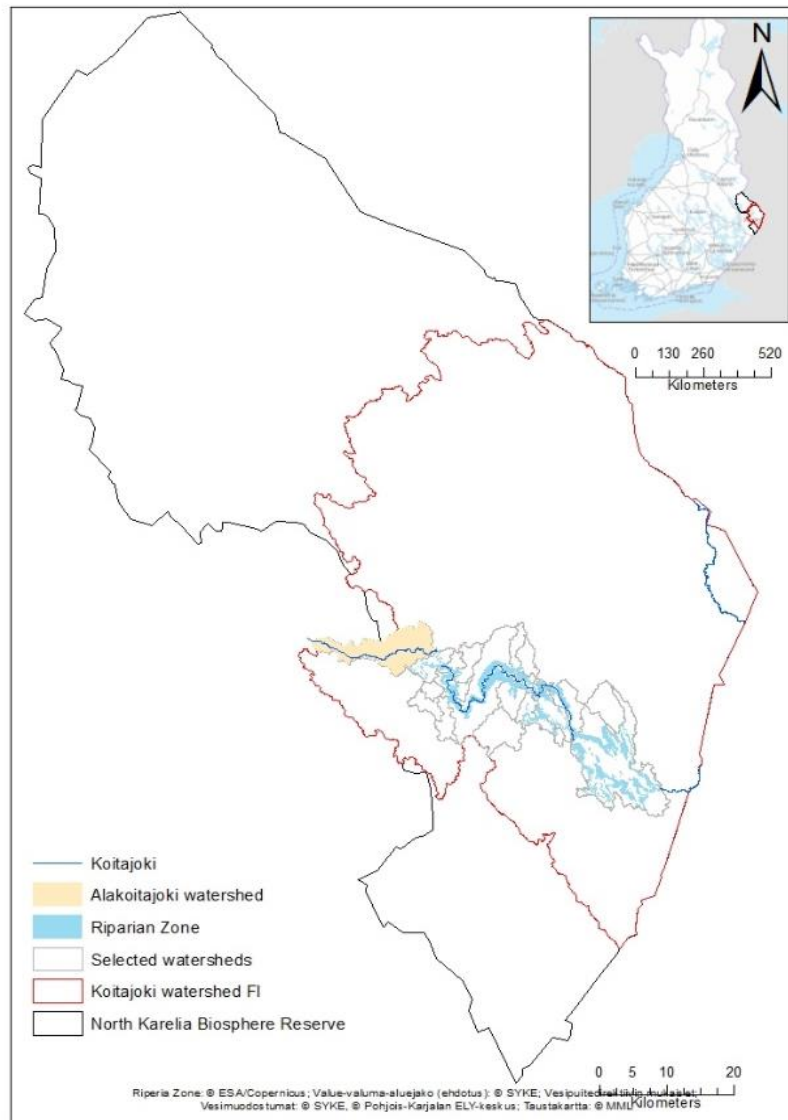 N
0 130 260 520
Kilometers
Koitajoki
Alakoitajoki watershed
Riparian Zone
Selected watersheds
Koitajoki watershed FI
North Karelia Biosphere Reserve
0 5 10 20
Kilometers
Riperia Zone: © ESA/Copernicus; Value-valuma-aluejako (ehdotus): © SYKE; Vesipuitedirektiivin mukaiset
Vesimuodostumat: © SYKE, © Pohjois-Karjalan ELY-keskus; Taustakartta: © MML